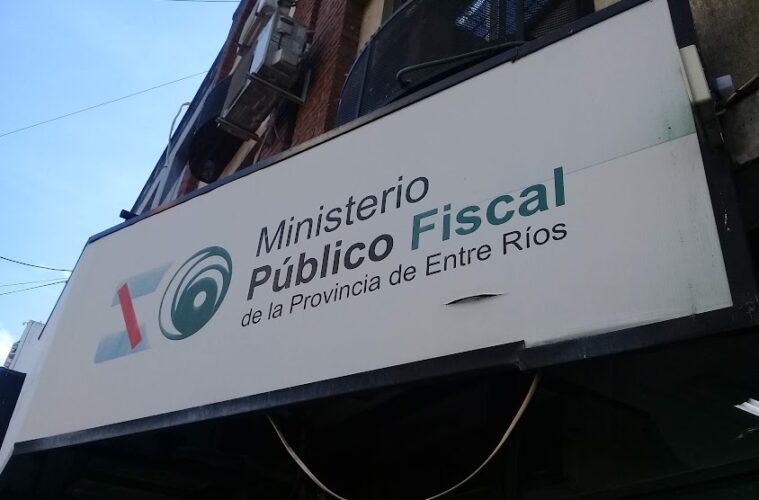 Ministerio
Público Fiscal
de la Provincia de Entre Ríos